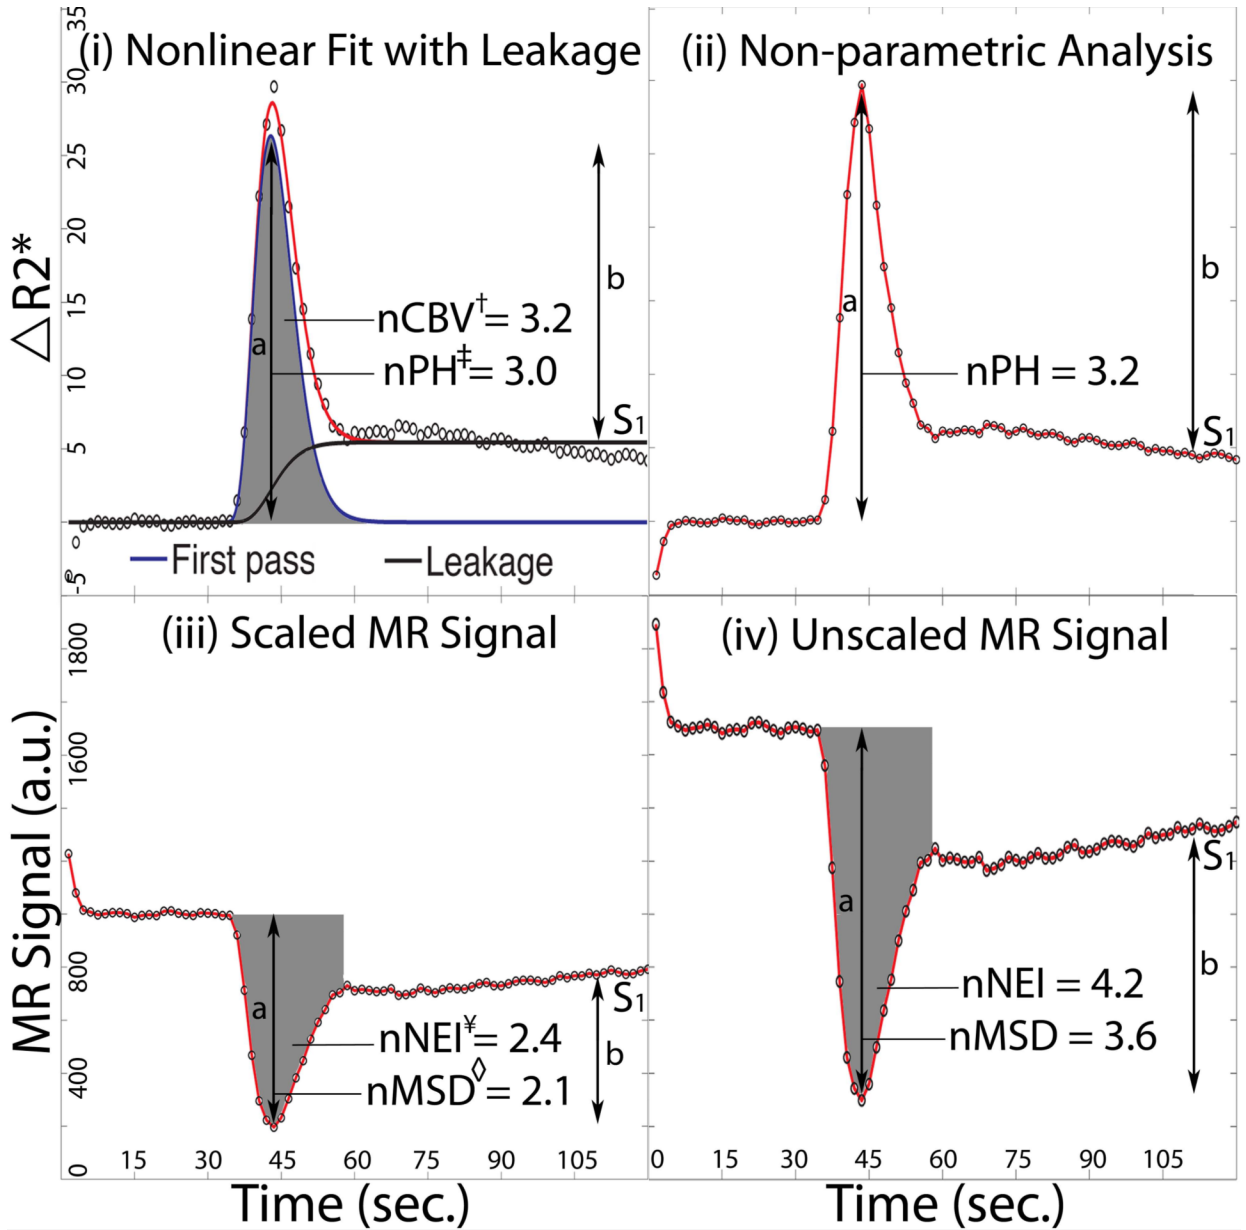 (i) Nonlinear Fit with Leakage
(ii) Non-parametric Analysis
△R2*
35
30
25
20
15
10
5
0
-5
nCBV† = 3.2
nPH‡ = 3.0
a
b
S1
First pass
Leakage
nPH = 3.2
a
b
S1
(iii) Scaled MR Signal
(iv) Unscaled MR Signal
MR Signal (a.u.)
1800
1600
800
400
0
a
nNEI¥ = 2.4
nMSD◊ = 2.1
b
S1
a
nNEI = 4.2
nMSD = 3.6
b
S1
15 30 45 60 75 90 105
0 15 30 45 60 75 90 105
Time (sec.)
Time (sec.)